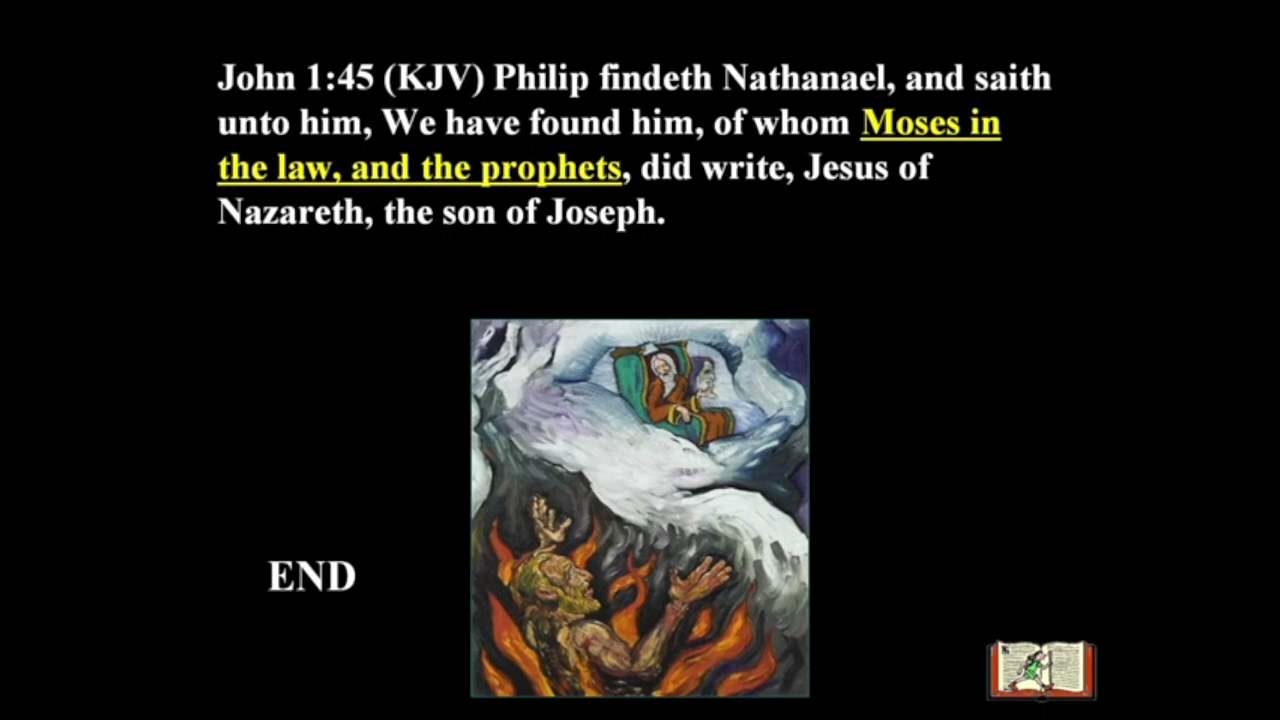 John 1:45 (KJV) Philip findeth Nathanael, and saith
unto him, We have found him, of whom Moses in
the law, and the prophets, did write, Jesus of
Nazareth, the son of Joseph.
END